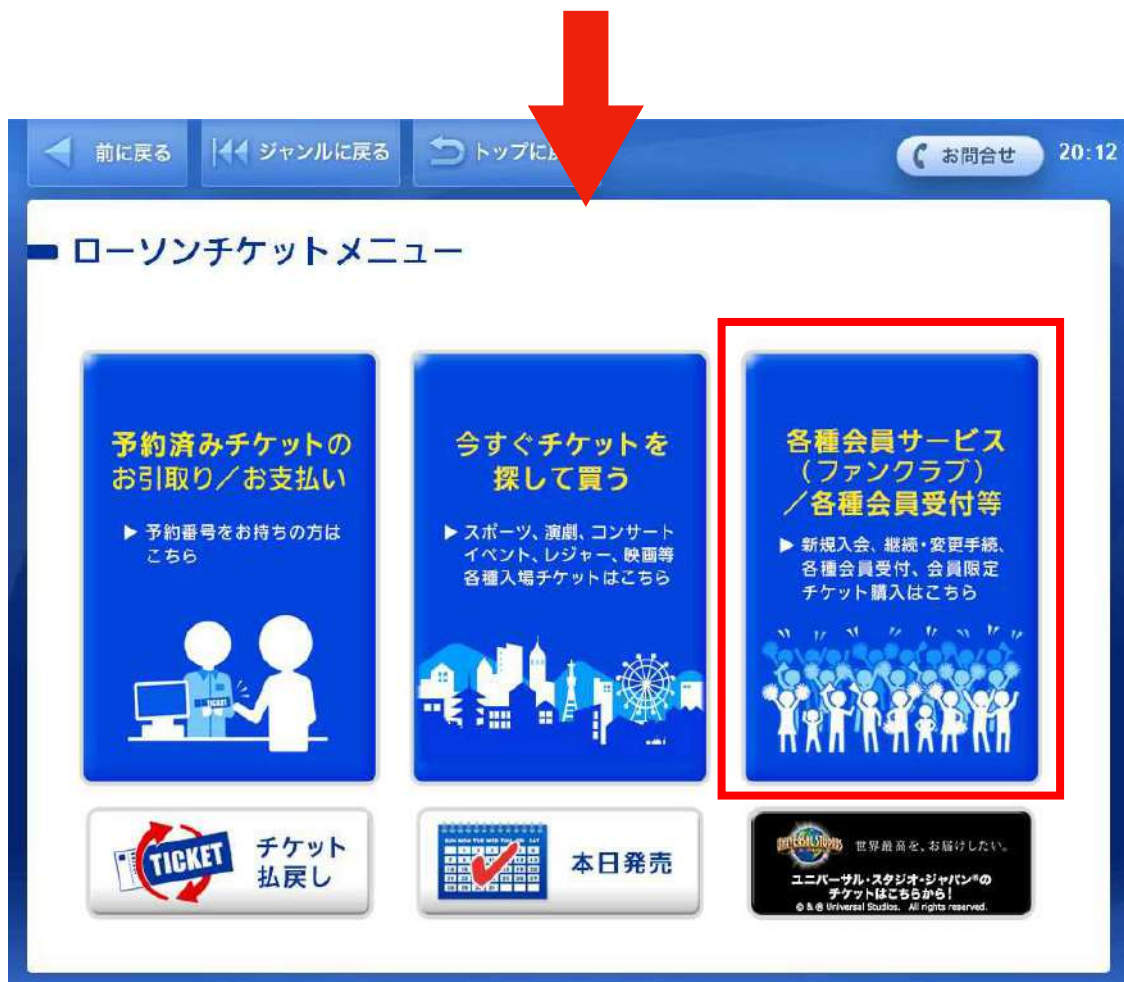 前に戻る
ジャンルに戻る
トップに
お問合せ
20:12
ローソンチケットメニュー
予約済みチケットの
お引取り／お支払い
▶ 予約番号をお持ちの方は
こちら
TICKET
今すぐチケットを
探して買う
▶ スポーツ、演劇、コンサート
イベント、レジャー、映画等
各種入場チケットはこちら
各種会員サービス
（ファンクラブ）
／各種会員受付等
▶ 新規入会、継続・変更手続、
各種会員受付、会員限定
チケット購入はこちら
TICKET
チケット
払戻し
本日発売
UNIVERSAL STUDIOS
世界最高を、お届けしたい。
ユニバーサル・スタジオ・ジャパン®の
チケットはこちらから！
© & ® Universal Studios. All rights reserved.